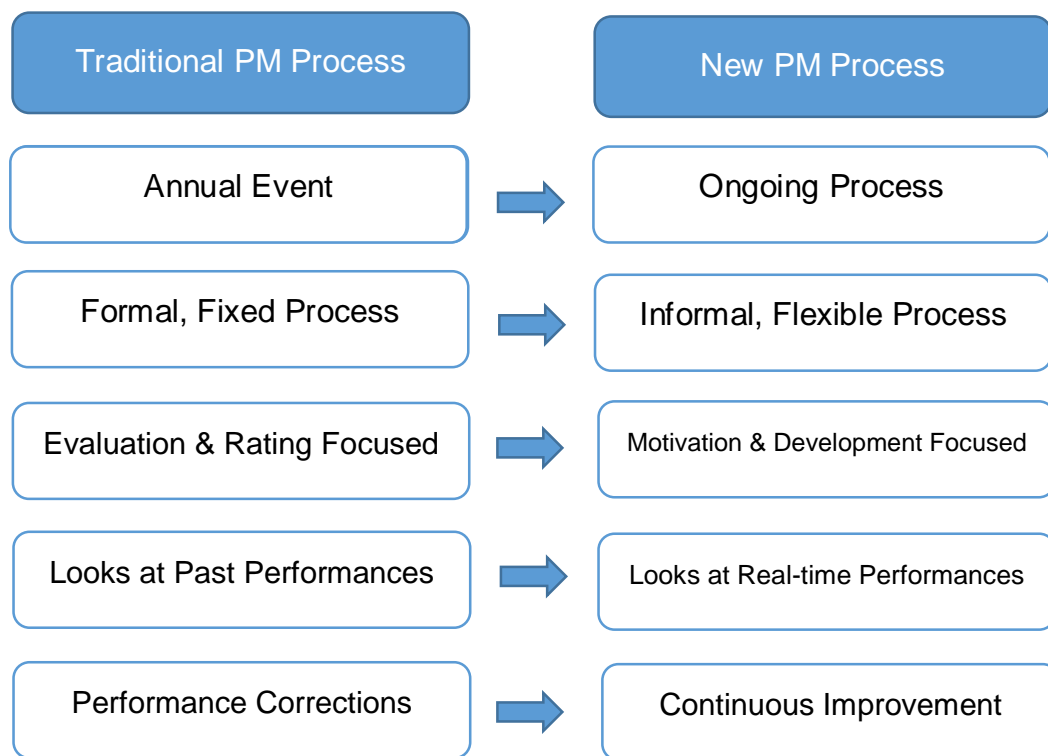 Traditional PM Process
New PM Process
Annual Event
Ongoing Process
Formal, Fixed Process
Informal, Flexible Process
Evaluation & Rating Focused
Motivation & Development Focused
Looks at Past Performances
Looks at Real-time Performances
Performance Corrections
Continuous Improvement